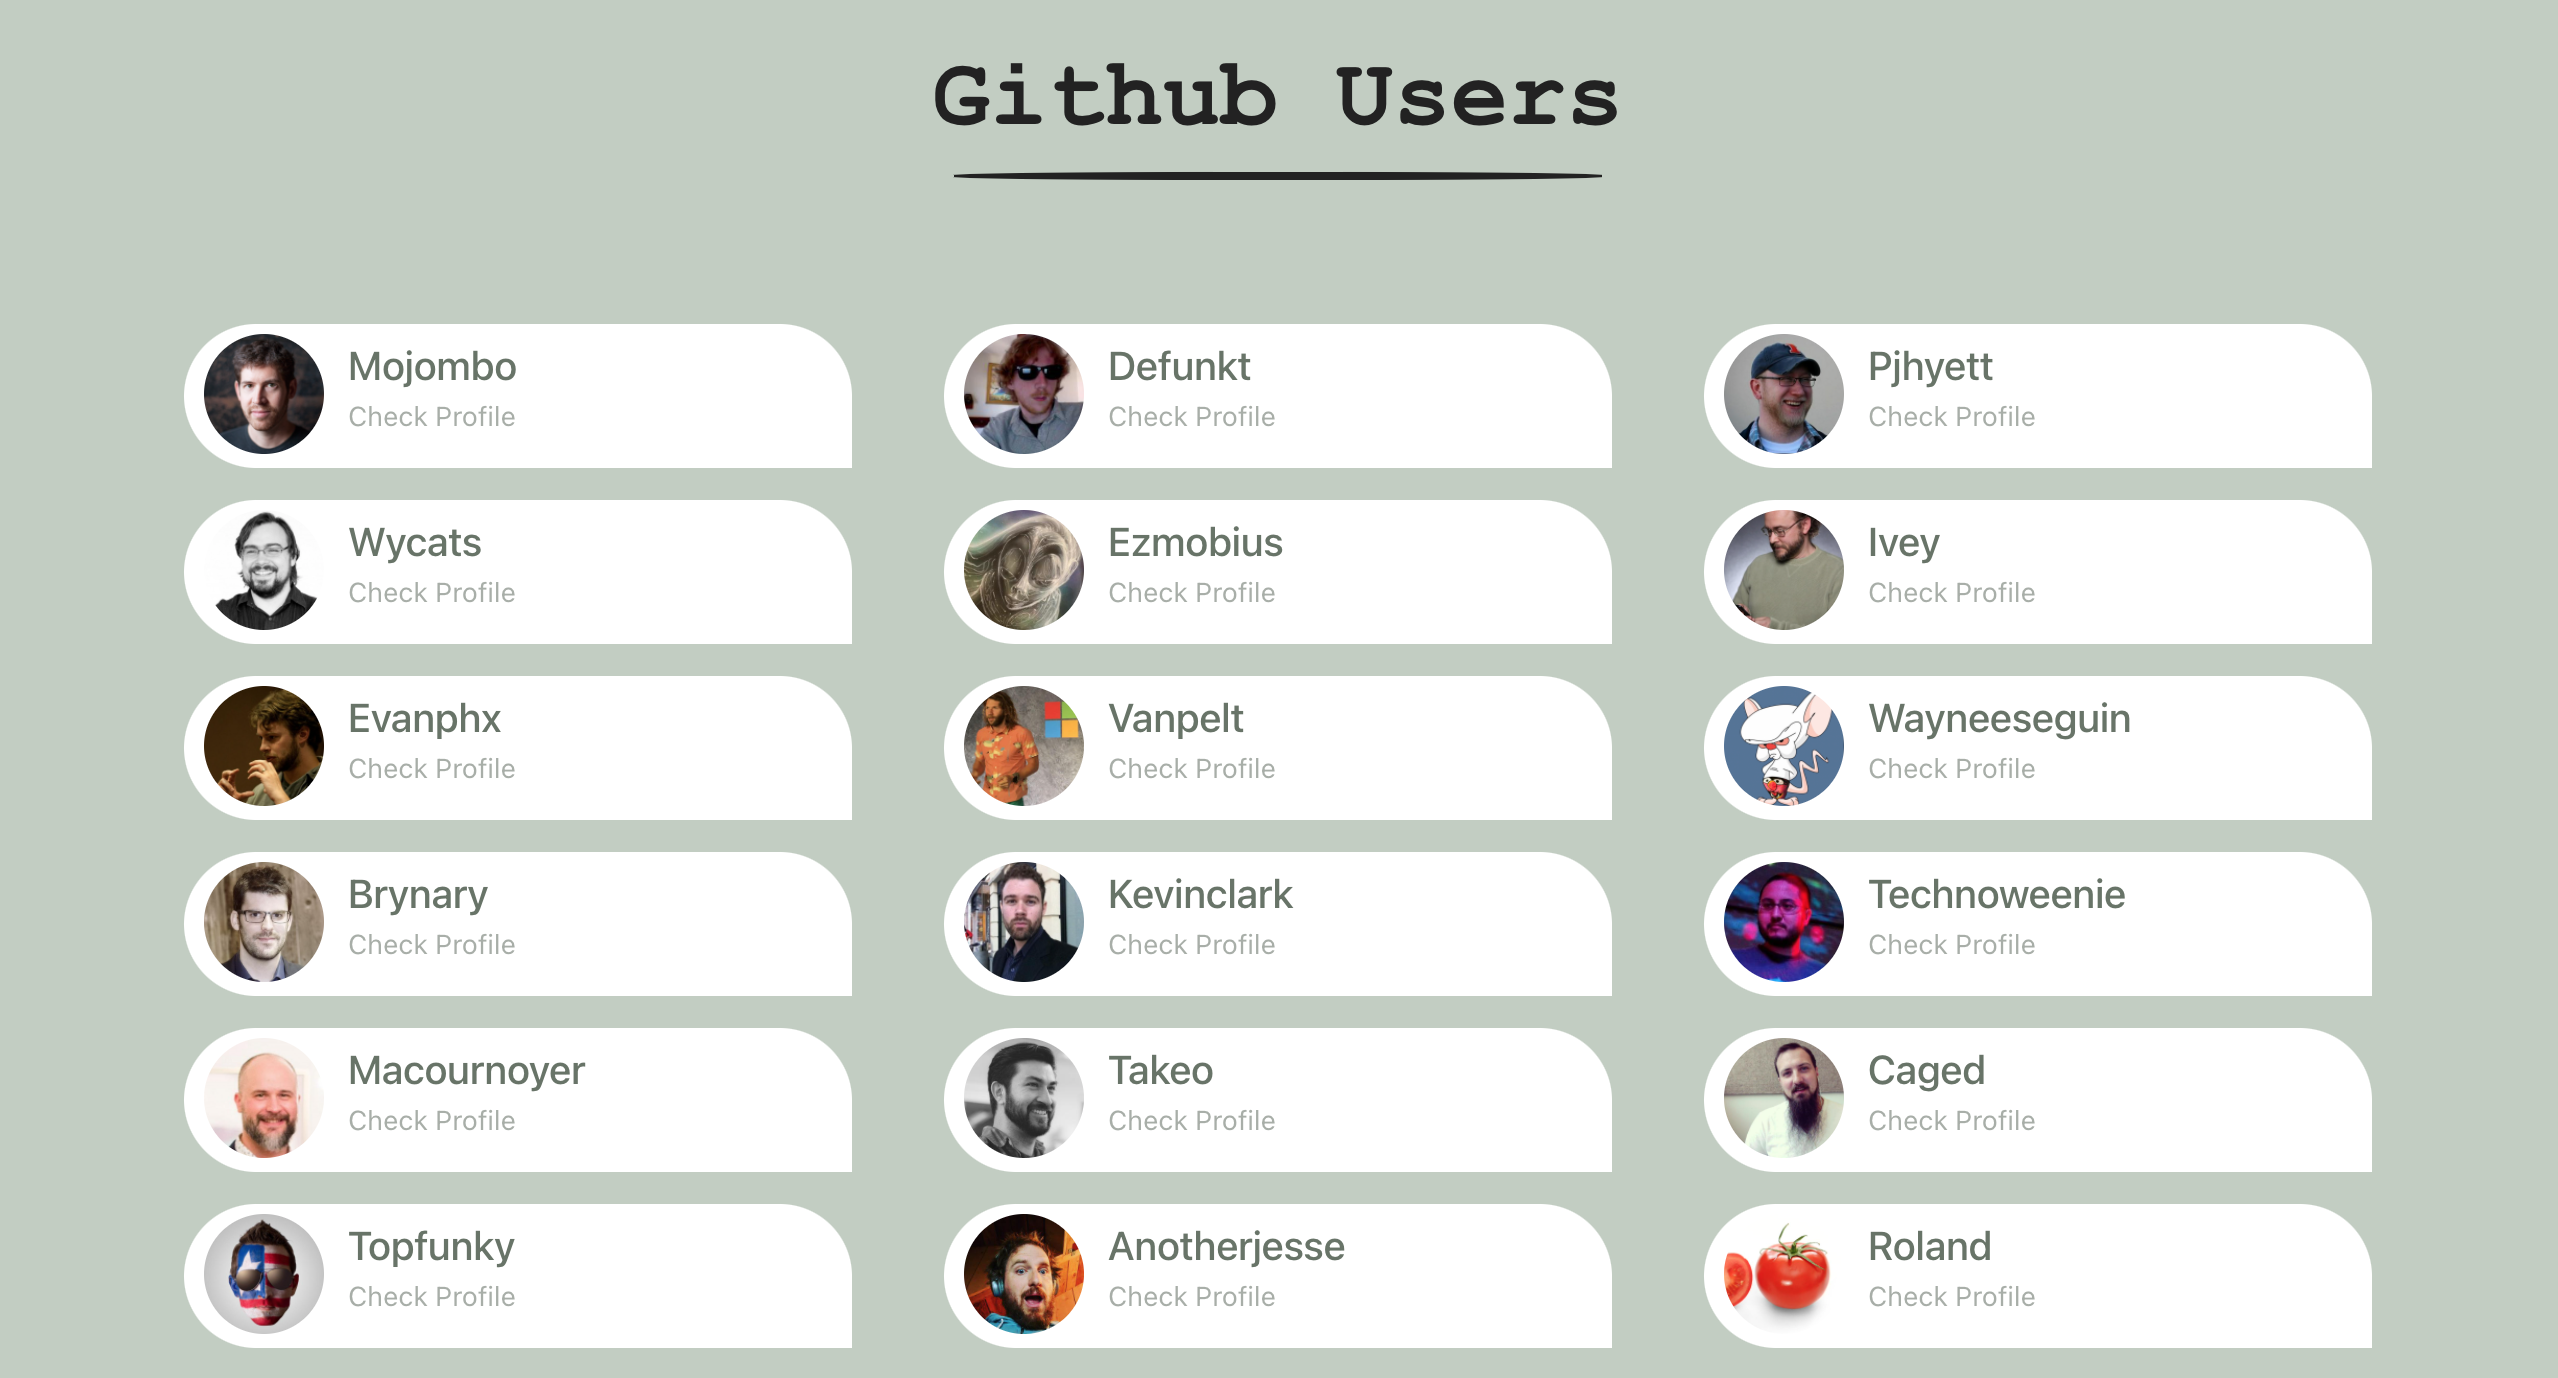 Github Users
Mojombo
Check Profile
Defunkt
Check Profile
Pjhyett
Check Profile
Wycats
Check Profile
Ezmobius
Check Profile
Ivey
Check Profile
Evanphx
Check Profile
Vanpelt
Check Profile
Wayneeseguin
Check Profile
Brynary
Check Profile
Kevinclark
Check Profile
Technoweenie
Check Profile
Macournoyer
Check Profile
Takeo
Check Profile
Caged
Check Profile
Topfunky
Check Profile
Anotherjesse
Check Profile
Roland
Check Profile